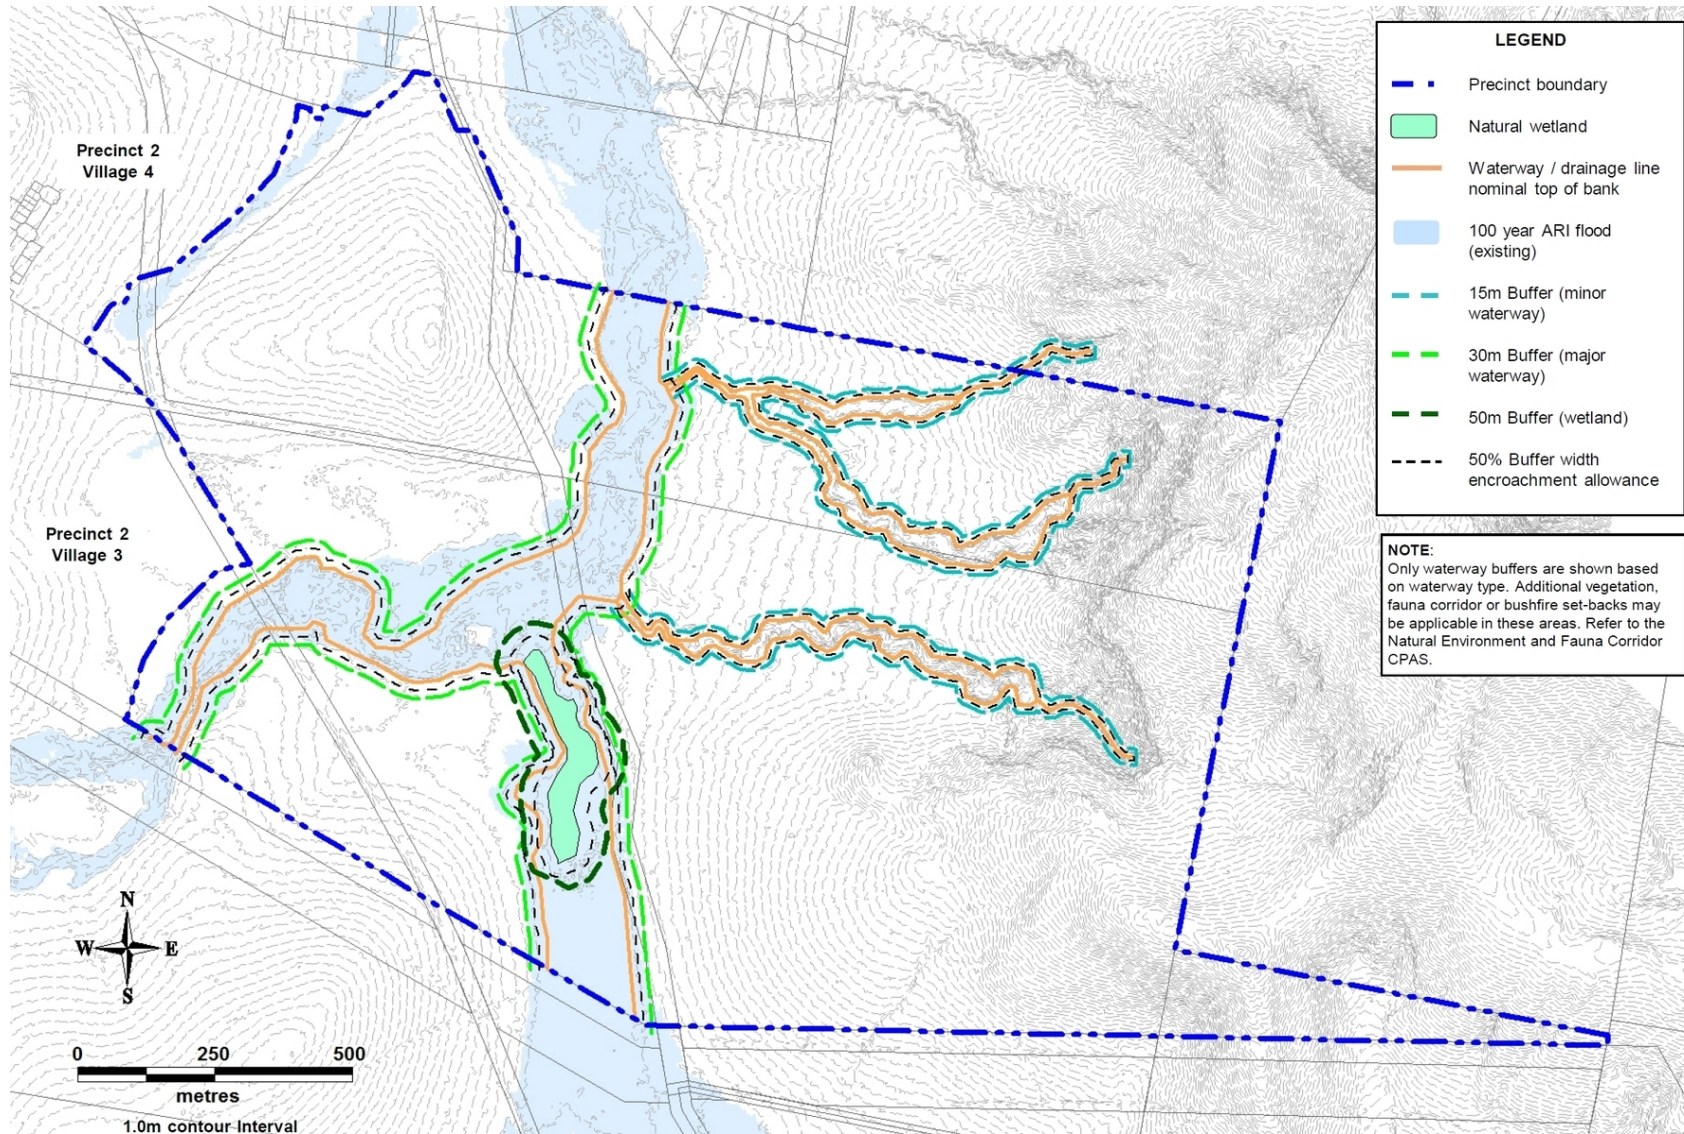 LEGEND
Precinct boundary
Natural wetland
Waterway / drainage line
nominal top of bank
100 year ARI flood
(existing)
15m Buffer (minor
waterway)
30m Buffer (major
waterway)
50m Buffer (wetland)
50% Buffer width
encroachment allowance
NOTE:
Only waterway buffers are shown based
on waterway type. Additional vegetation,
fauna corridor or bushfire set-backs may
be applicable in these areas. Refer to the
Natural Environment and Fauna Corridor
CPAS.
Precinct 2
Village 4
Precinct 2
Village 3
N
W E
S
0 250 500
metres
1.0m contour Interval